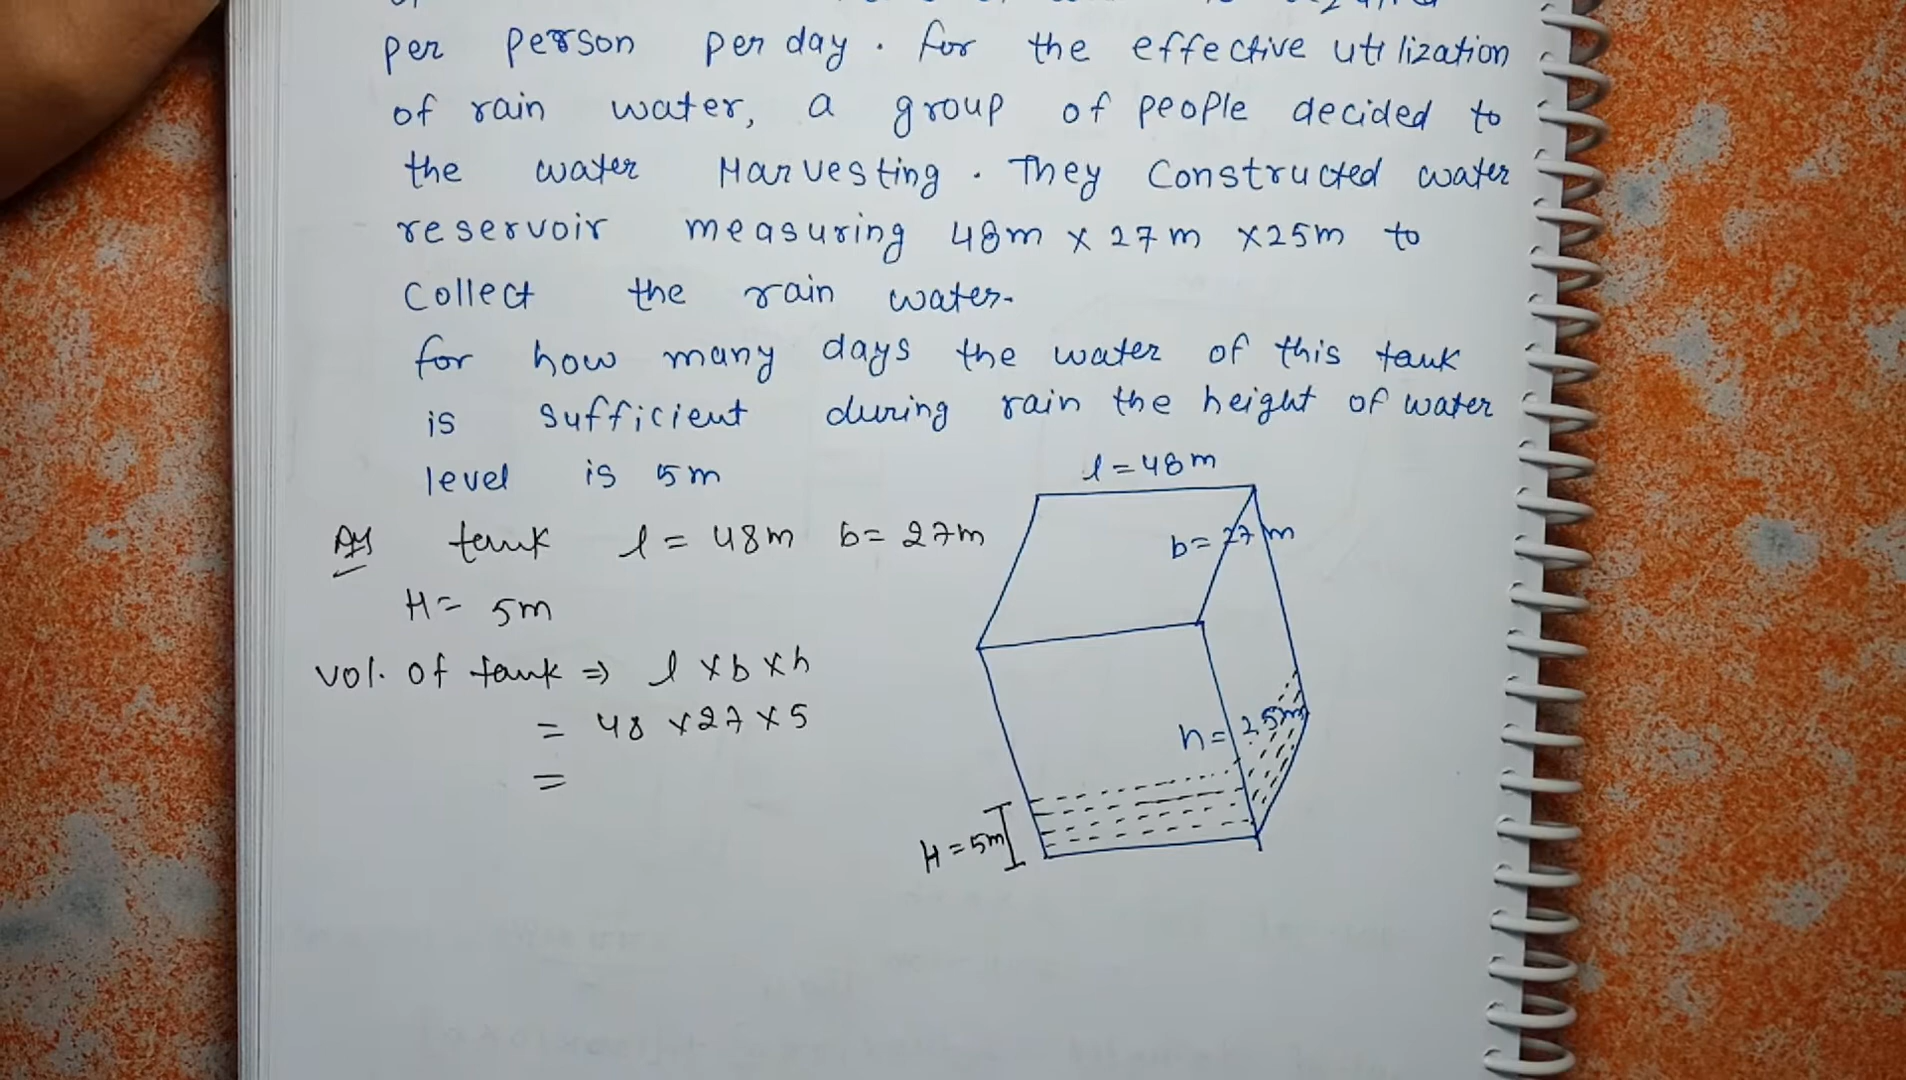 per person per day. for the effective utilization
of rain water, a group of people decided to
the water Harvesting. They Constructed water
reservoir measuring 48m x 27m x25m to
Collect the rain water.
for how many days the water of this tank
is sufficient during rain the height of water
level is 5m
l = 48m
b = 27m
tank l = 48m b = 27m
H = 5m
vol. of tank ⇒ l x b x h
= 48 x 27 x 5
=
h = 25m
H = 5m